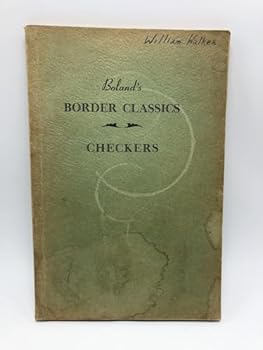 William Walker
Boland's
BORDER CLASSICS
CHECKERS